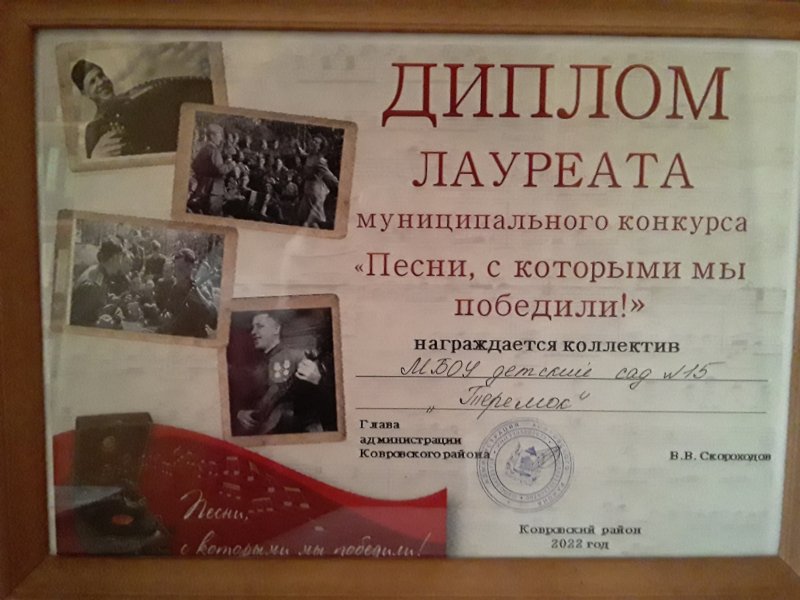 ДИПЛОМ
ЛАУРЕАТА
муниципального конкурса
«Песни, с которыми мы
победили!»
награждается коллектив
МБОУ детский сад №15
„Теремок“
Глава
администрации
Ковровского района
В.В. Скороходов
Ковровский район
2022 год
Песни,
с которыми мы победили!